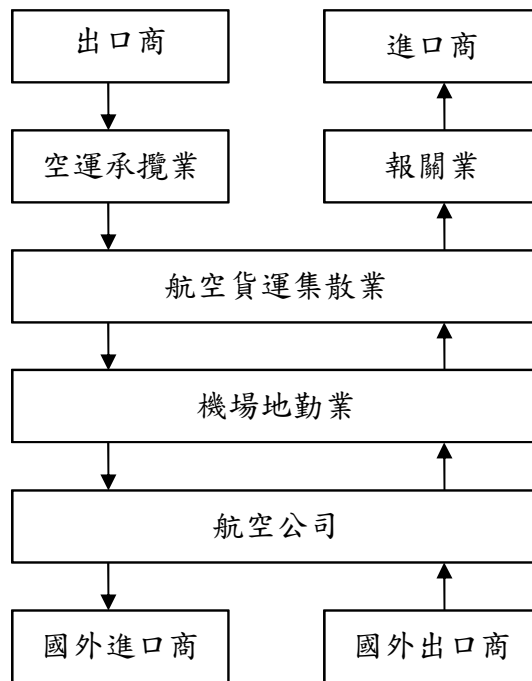 出口商
進口商
空運承攬業
報關業
航空貨運集散業
機場地勤業
航空公司
國外進口商
國外出口商